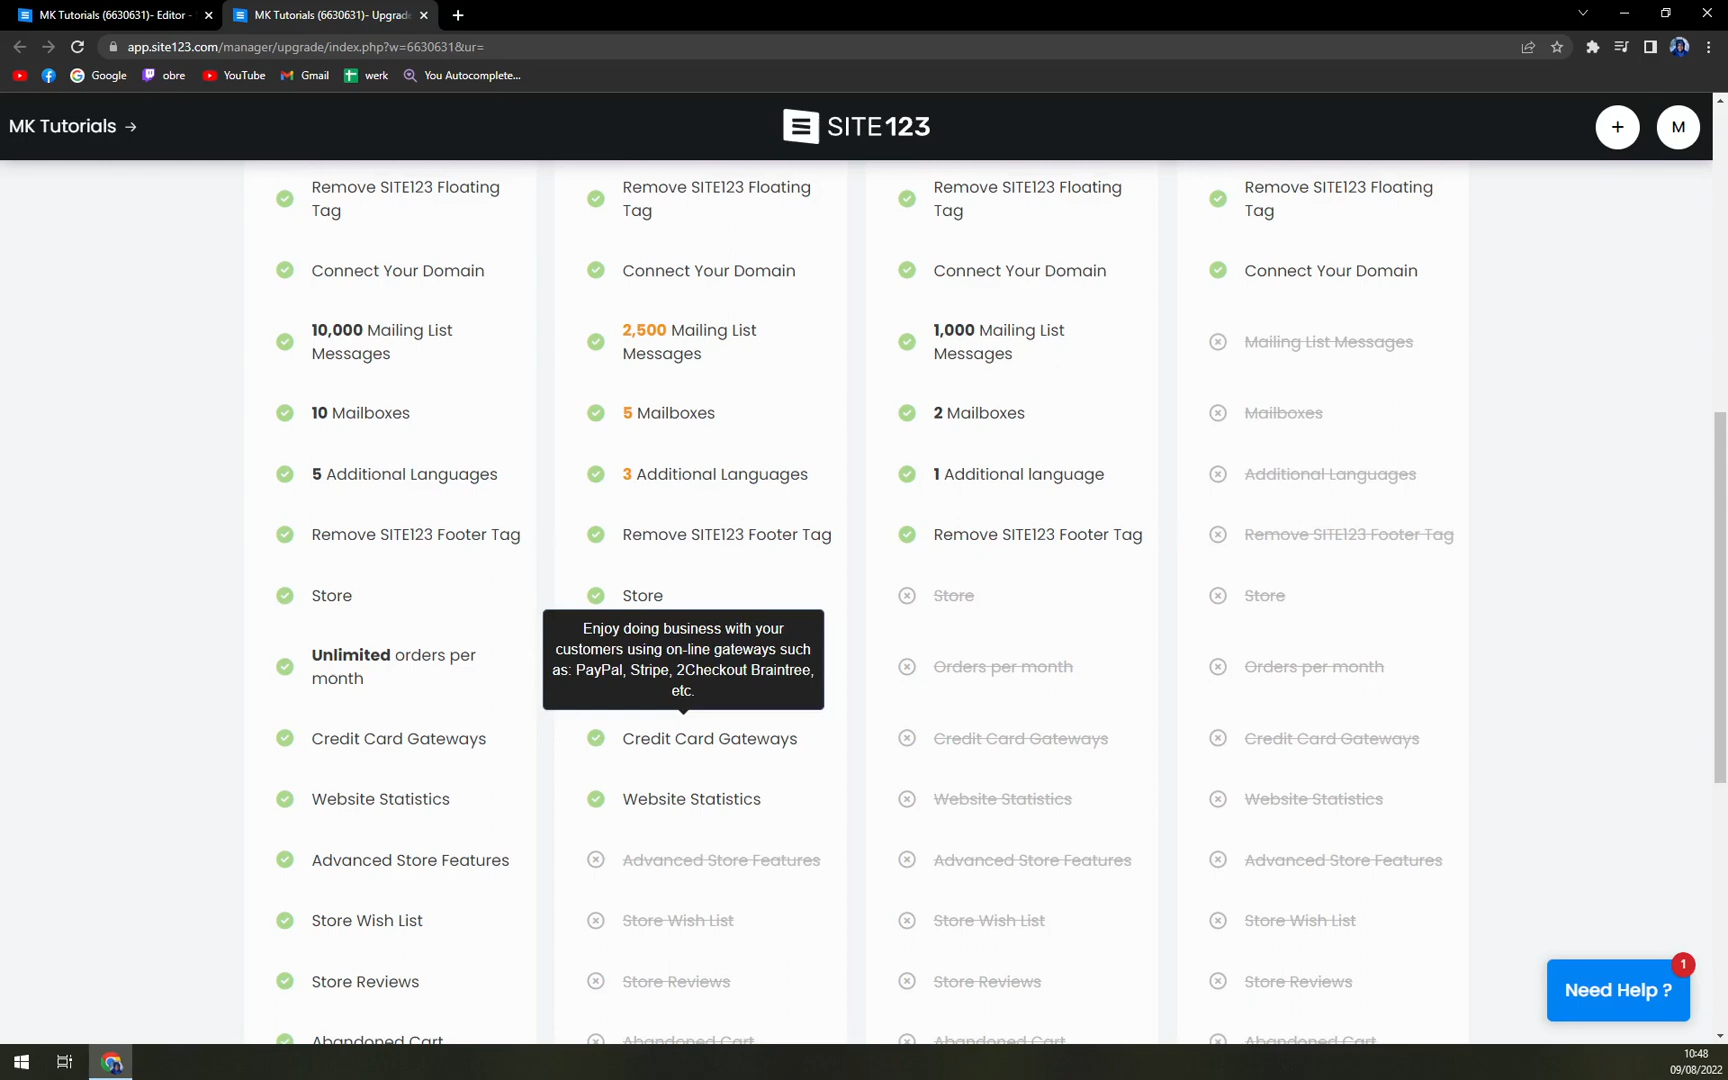 MK Tutorials (6630631)- Editor -
MK Tutorials (6630631)- Upgrade
app.site123.com/manager/upgrade/index.php?w=6630631&ur=
Google
obre
YouTube
Gmail
werk
You Autocomplete...
MK Tutorials →
SITE123
+
M
Remove SITE123 Floating
Tag
Connect Your Domain
10,000 Mailing List
Messages
10 Mailboxes
5 Additional Languages
Remove SITE123 Footer Tag
Store
Unlimited orders per
month
Credit Card Gateways
Website Statistics
Advanced Store Features
Store Wish List
Store Reviews
Abandoned Cart
Remove SITE123 Floating
Tag
Connect Your Domain
2,500 Mailing List
Messages
5 Mailboxes
3 Additional Languages
Remove SITE123 Footer Tag
Store
Enjoy doing business with your
customers using on-line gateways such
as: PayPal, Stripe, 2Checkout Braintree,
etc.
Credit Card Gateways
Website Statistics
Advanced Store Features
Store Wish List
Store Reviews
Abandoned Cart
Remove SITE123 Floating
Tag
Connect Your Domain
1,000 Mailing List
Messages
2 Mailboxes
1 Additional language
Remove SITE123 Footer Tag
Store
Orders per month
Credit Card Gateways
Website Statistics
Advanced Store Features
Store Wish List
Store Reviews
Abandoned Cart
Remove SITE123 Floating
Tag
Connect Your Domain
Mailing List Messages
Mailboxes
Additional Languages
Remove SITE123 Footer Tag
Store
Orders per month
Credit Card Gateways
Website Statistics
Advanced Store Features
Store Wish List
Store Reviews
Abandoned Cart
1
Need Help ?
10:48
09/08/2022